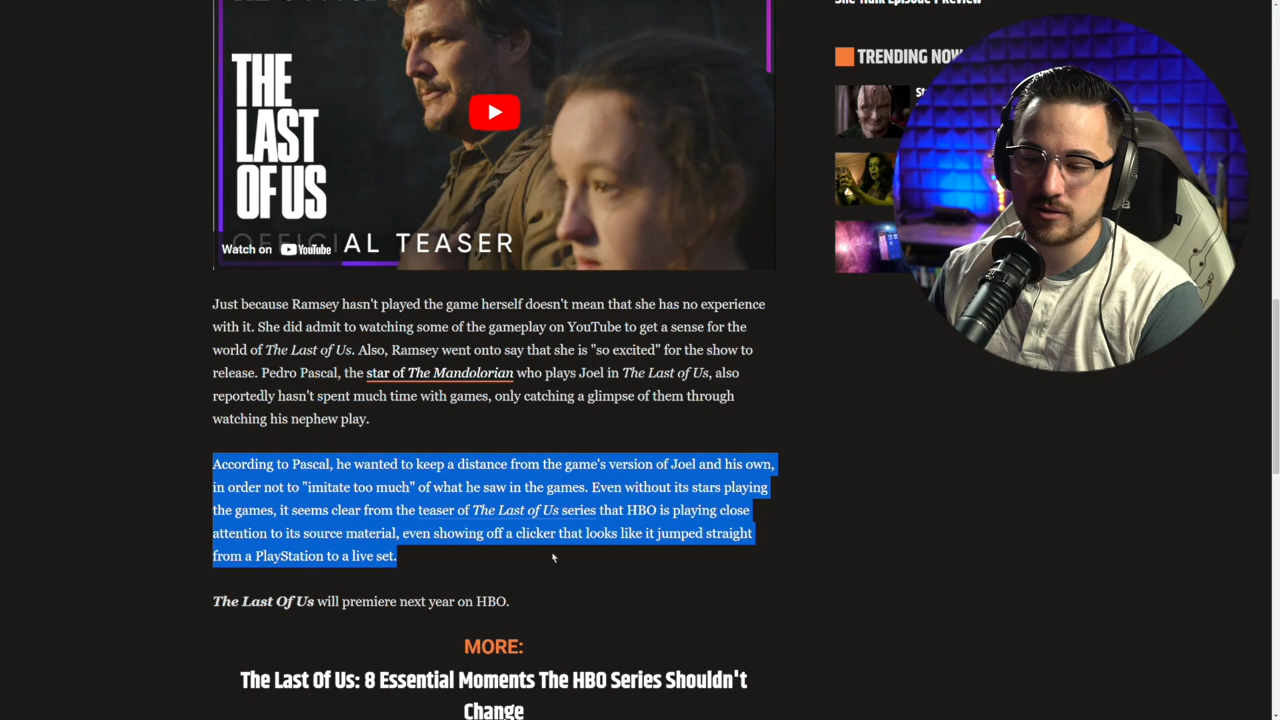 She-Hulk Episode 1 Review
TRENDING NOW
THE
LAST
OF US
OFFICIAL TEASER
Watch on YouTube
Just because Ramsey hasn't played the game herself doesn't mean that she has no experience
with it. She did admit to watching some of the gameplay on YouTube to get a sense for the
world of The Last of Us. Also, Ramsey went onto say that she is "so excited" for the show to
release. Pedro Pascal, the star of The Mandolorian who plays Joel in The Last of Us, also
reportedly hasn't spent much time with games, only catching a glimpse of them through
watching his nephew play.
According to Pascal, he wanted to keep a distance from the game's version of Joel and his own,
in order not to "imitate too much" of what he saw in the games. Even without its stars playing
the games, it seems clear from the teaser of The Last of Us series that HBO is playing close
attention to its source material, even showing off a clicker that looks like it jumped straight
from a PlayStation to a live set.
The Last Of Us will premiere next year on HBO.
MORE:
The Last Of Us: 8 Essential Moments The HBO Series Shouldn't
Change